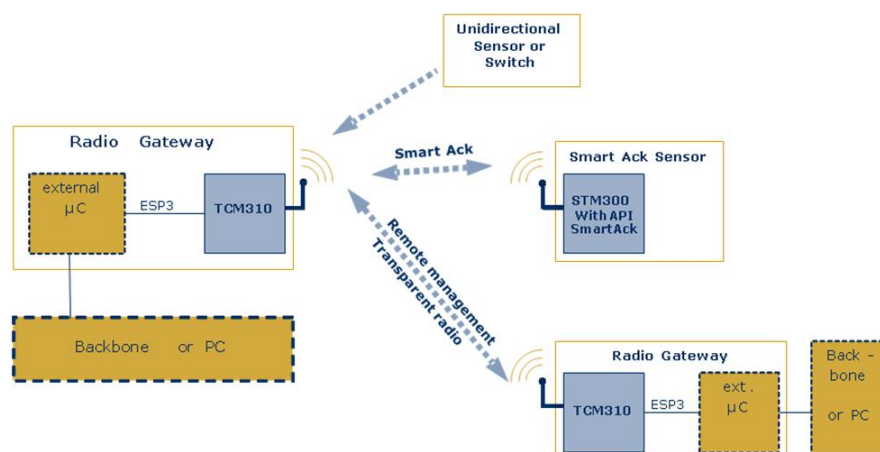 Unidirectional
Sensor or
Switch
Radio Gateway
external
µC
ESP3
TCM310
Backbone or PC
Smart Ack
Smart Ack Sensor
STM300
With API
SmartAck
Remote management
Transparent radio
Radio Gateway
TCM310
ESP3
ext.
µC
Back -
bone
or PC